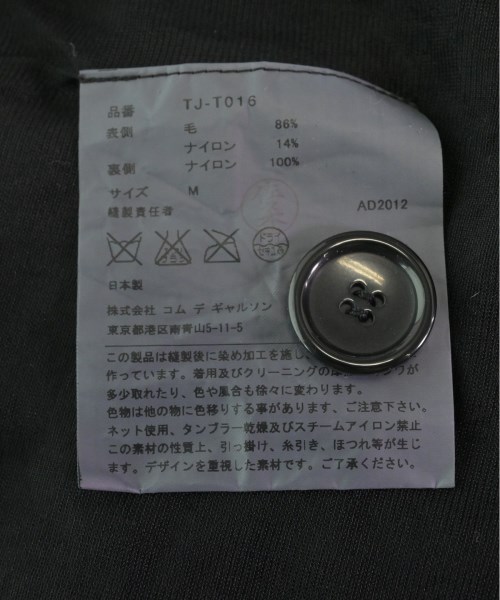 品番 TJ-T016
表側 毛 86%
ナイロン 14%
裏側 ナイロン 100%
サイズ M
縫製責任者
AD2012
ドライ
セキユ系
日本製
株式会社 コム デ ギャルソン
東京都港区南青山5-11-5
この製品は縫製後に染め加工を施し、
作っています。着用及びクリーニングの
多少取れたり、色や風合も徐々に変わります。
色物は他の物に色移りする事があります、ご注意下さい。
ネット使用、タンブラー乾燥及びスチームアイロン禁止
この素材の性質上、引っ掛け、糸引き、ほつれ等が生じ
ます。デザインを重視した素材です。ご了承ください。